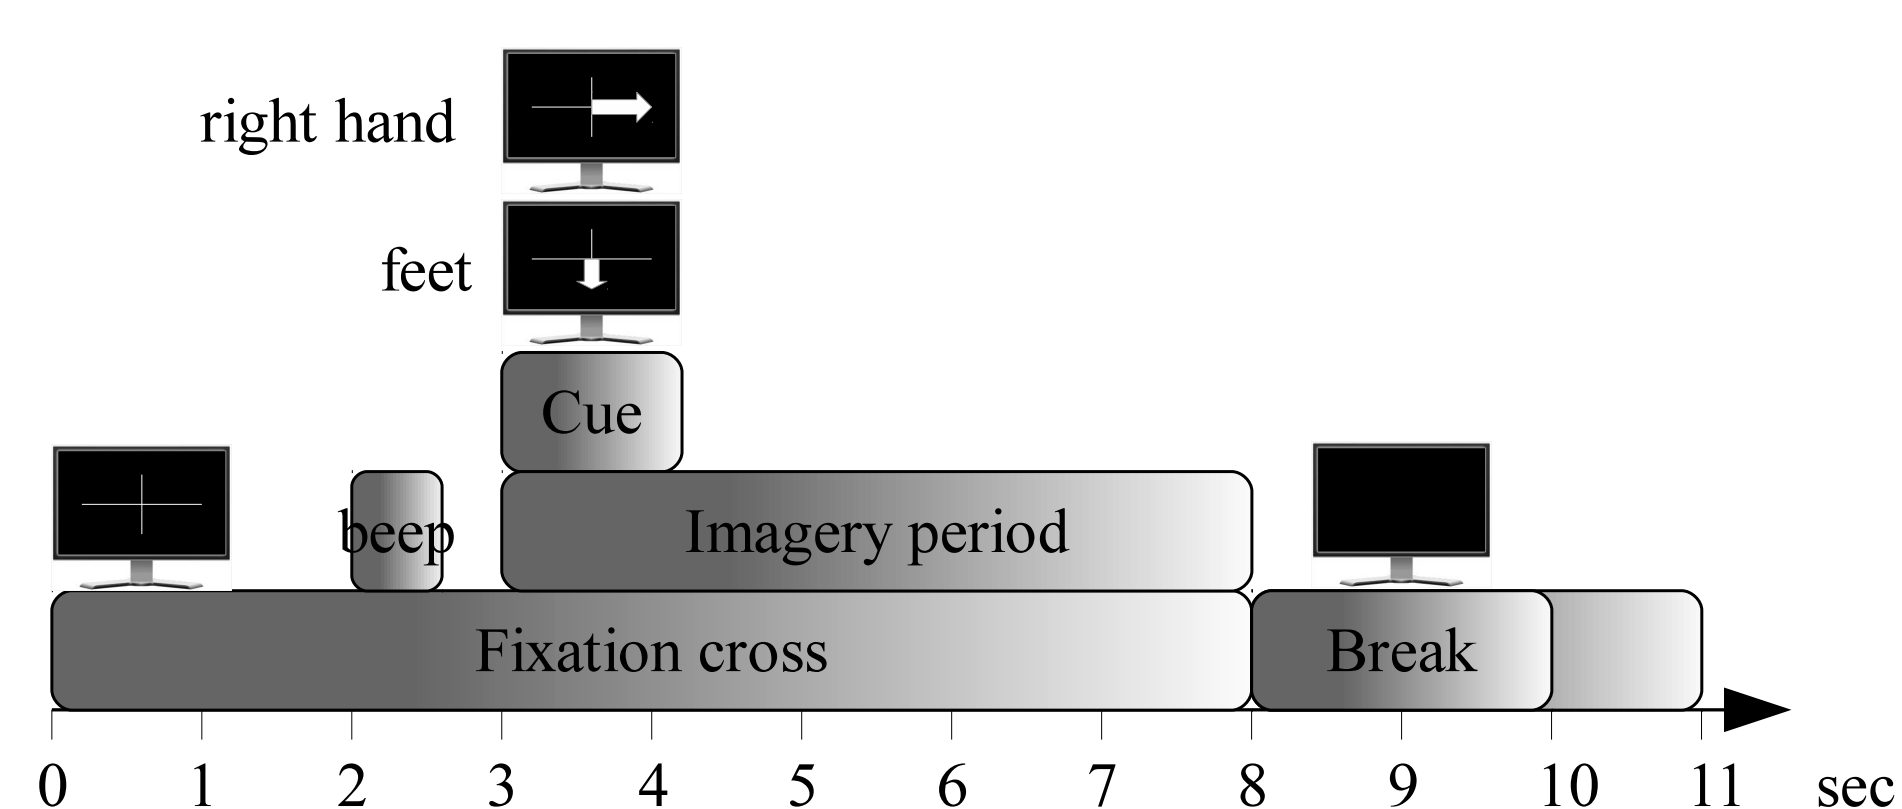 right hand
feet
Cue
beep
Imagery period
Fixation cross
Break
0 1 2 3 4 5 6 7 8 9 10 11 sec